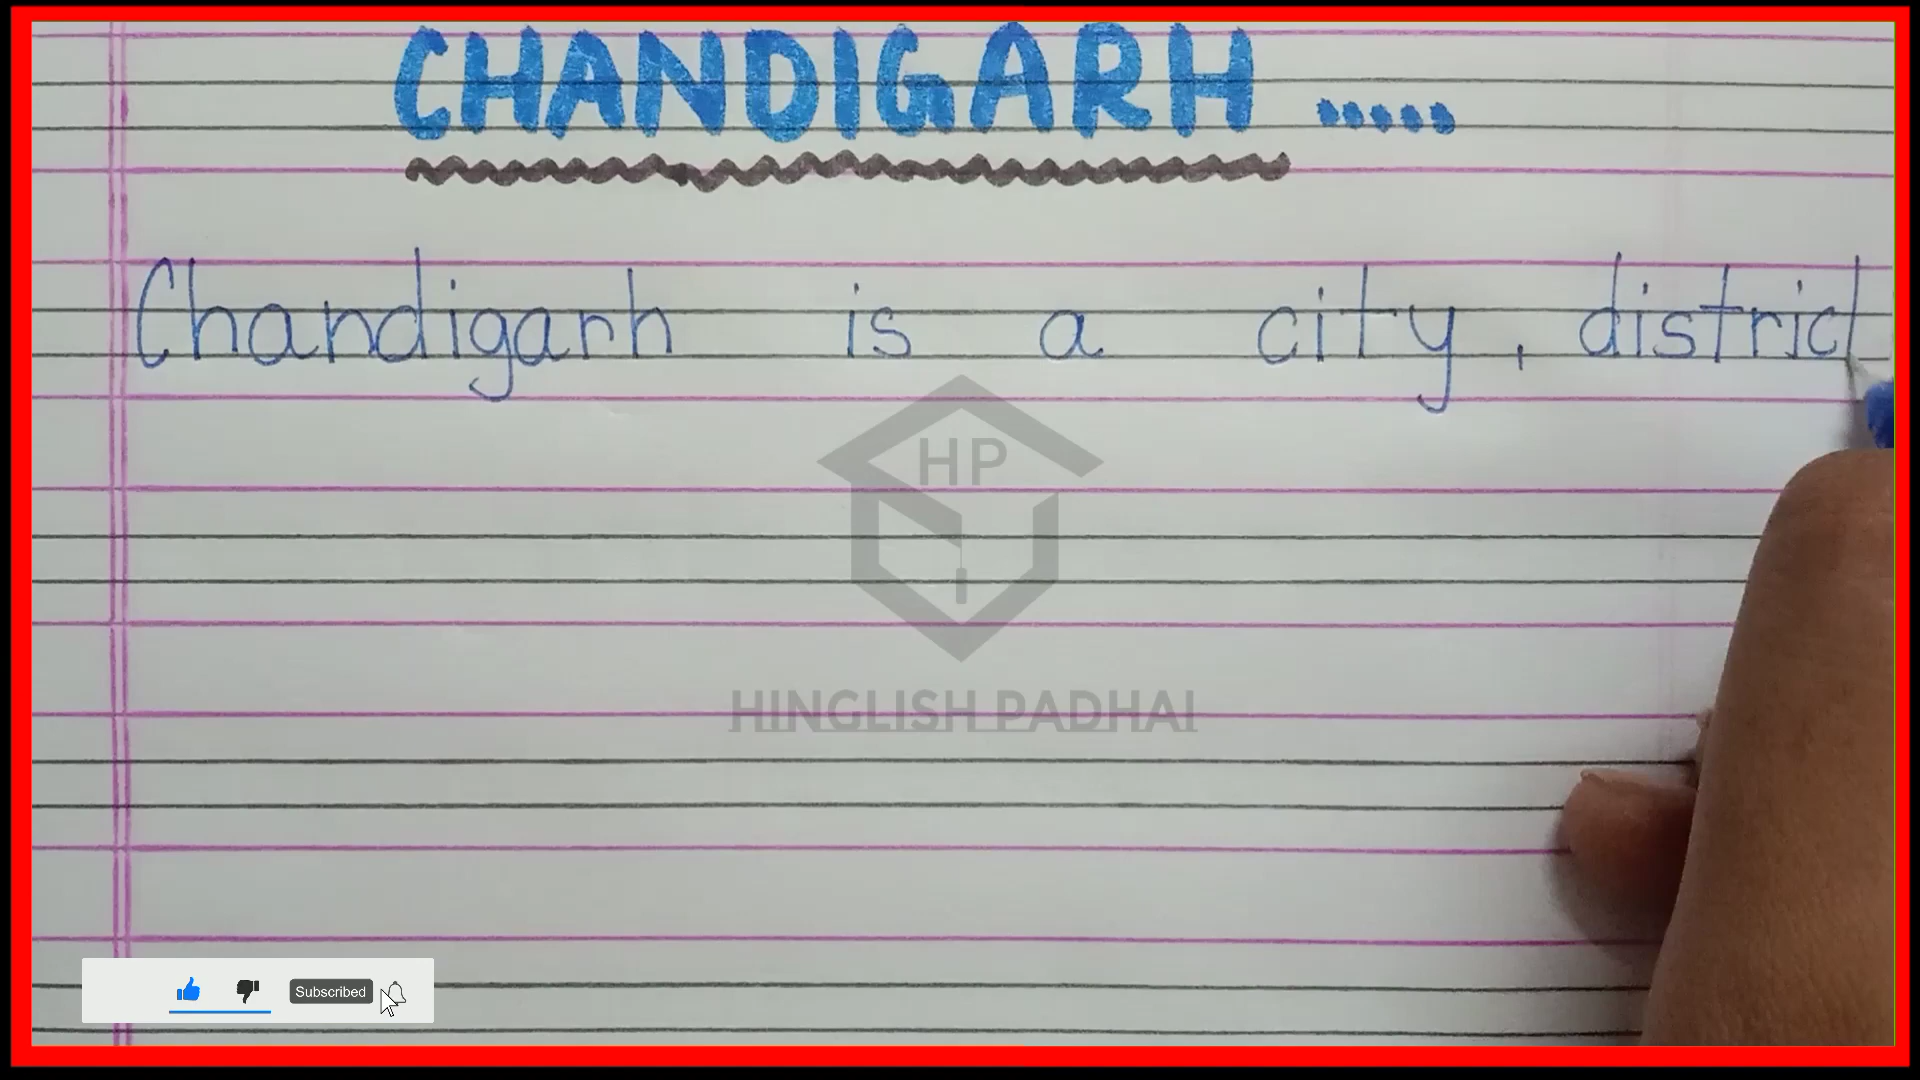 CHANDIGARH .....
Chandigarh is a city, district
HP
HINGLISH PADHAI
Subscribed